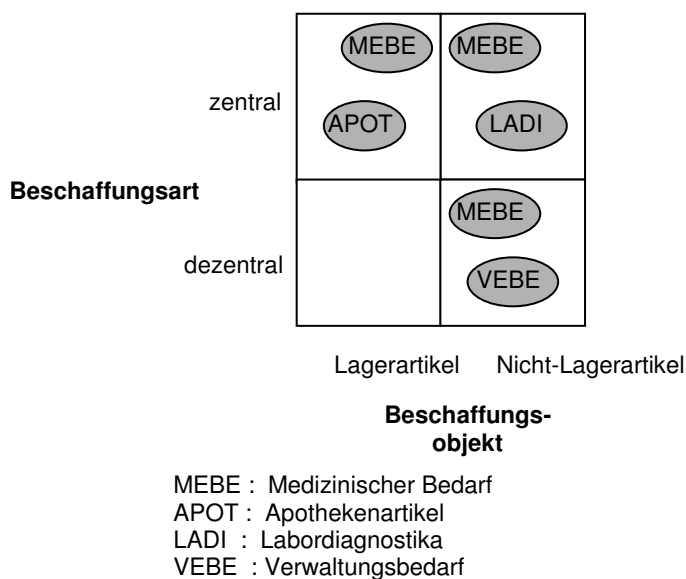 MEBE MEBE
zentral
APOT LADI
Beschaffungsart
MEBE
dezentral
VEBE
Lagerartikel Nicht-Lagerartikel
Beschaffungs-
objekt
MEBE : Medizinischer Bedarf
APOT : Apothekenartikel
LADI : Labordiagnostika
VEBE : Verwaltungsbedarf